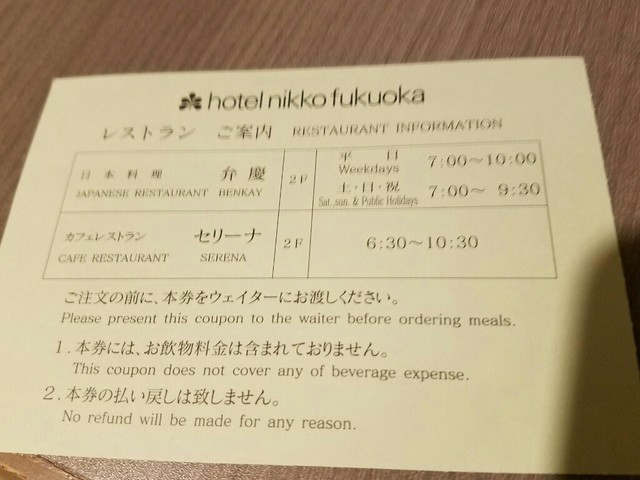 hotel nikko fukuoka
レストラン ご案内 RESTAURANT INFORMATION
日本料理 弁慶 2F 平日 7:00～10:00
JAPANESE RESTAURANT BENKAY Weekdays
土・日・祝 7:00～ 9:30
Sat.,sun. & Public Holidays
カフェレストラン セリーナ 2F 6:30～10:30
CAFE RESTAURANT SERENA
ご注文の前に、本券をウェイターにお渡しください。
Please present this coupon to the waiter before ordering meals.
1．本券には、お飲物料金は含まれておりません。
This coupon does not cover any of beverage expense.
2．本券の払い戻しは致しません。
No refund will be made for any reason.